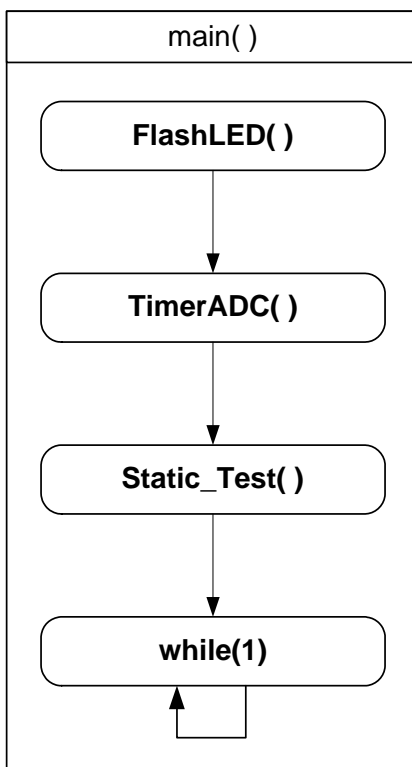 main( )
FlashLED( )
TimerADC( )
Static_Test( )
while(1)